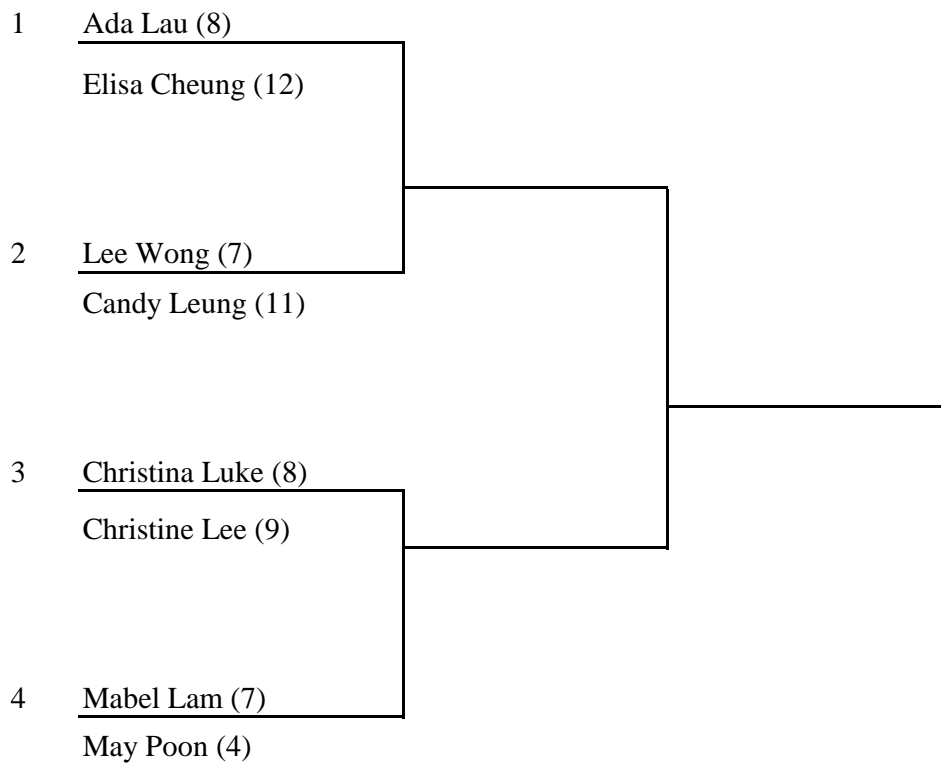 1 Ada Lau (8)
Elisa Cheung (12)
2 Lee Wong (7)
Candy Leung (11)
3 Christina Luke (8)
Christine Lee (9)
4 Mabel Lam (7)
May Poon (4)